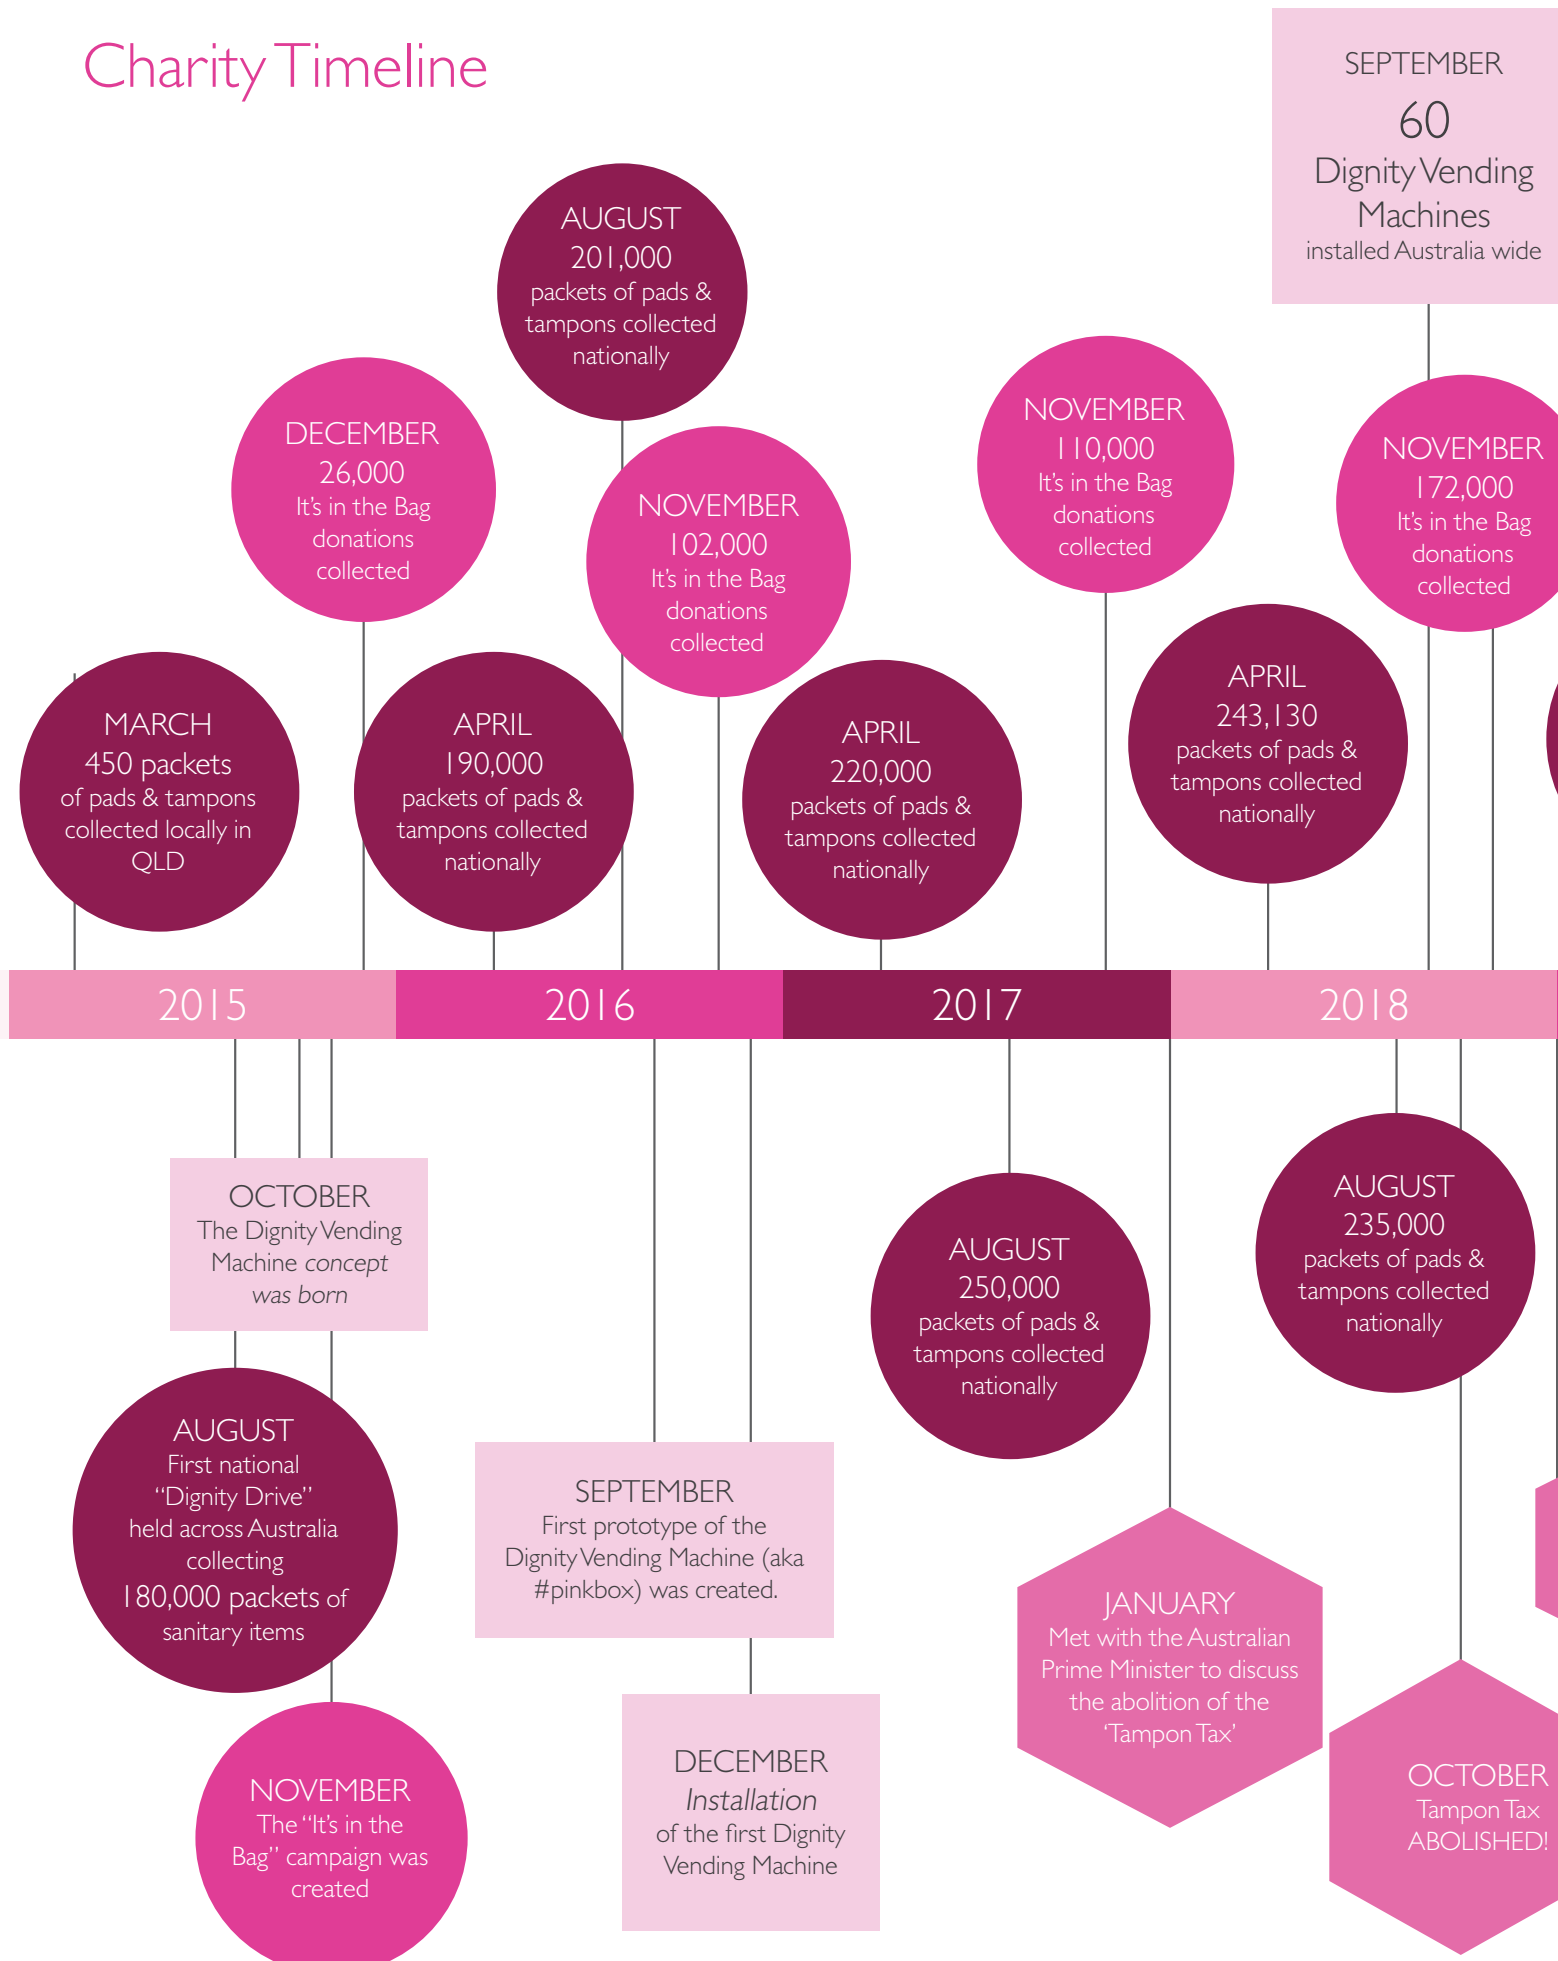 Charity Timeline
SEPTEMBER
60
Dignity Vending
Machines
installed Australia wide
AUGUST
201,000
packets of pads &
tampons collected
nationally
DECEMBER
26,000
It's in the Bag
donations
collected
NOVEMBER
102,000
It's in the Bag
donations
collected
NOVEMBER
110,000
It's in the Bag
donations
collected
NOVEMBER
172,000
It's in the Bag
donations
collected
MARCH
450 packets
of pads & tampons
collected locally in
QLD
APRIL
190,000
packets of pads &
tampons collected
nationally
APRIL
220,000
packets of pads &
tampons collected
nationally
APRIL
243,130
packets of pads &
tampons collected
nationally
2015
2016
2017
2018
OCTOBER
The Dignity Vending
Machine concept
was born
AUGUST
First national
“Dignity Drive”
held across Australia
collecting
180,000 packets of
sanitary items
NOVEMBER
The “It's in the
Bag” campaign was
created
SEPTEMBER
First prototype of the
Dignity Vending Machine (aka
#pinkbox) was created.
DECEMBER
Installation
of the first Dignity
Vending Machine
AUGUST
250,000
packets of pads &
tampons collected
nationally
JANUARY
Met with the Australian
Prime Minister to discuss
the abolition of the
‘Tampon Tax’
AUGUST
235,000
packets of pads &
tampons collected
nationally
OCTOBER
Tampon Tax
ABOLISHED!